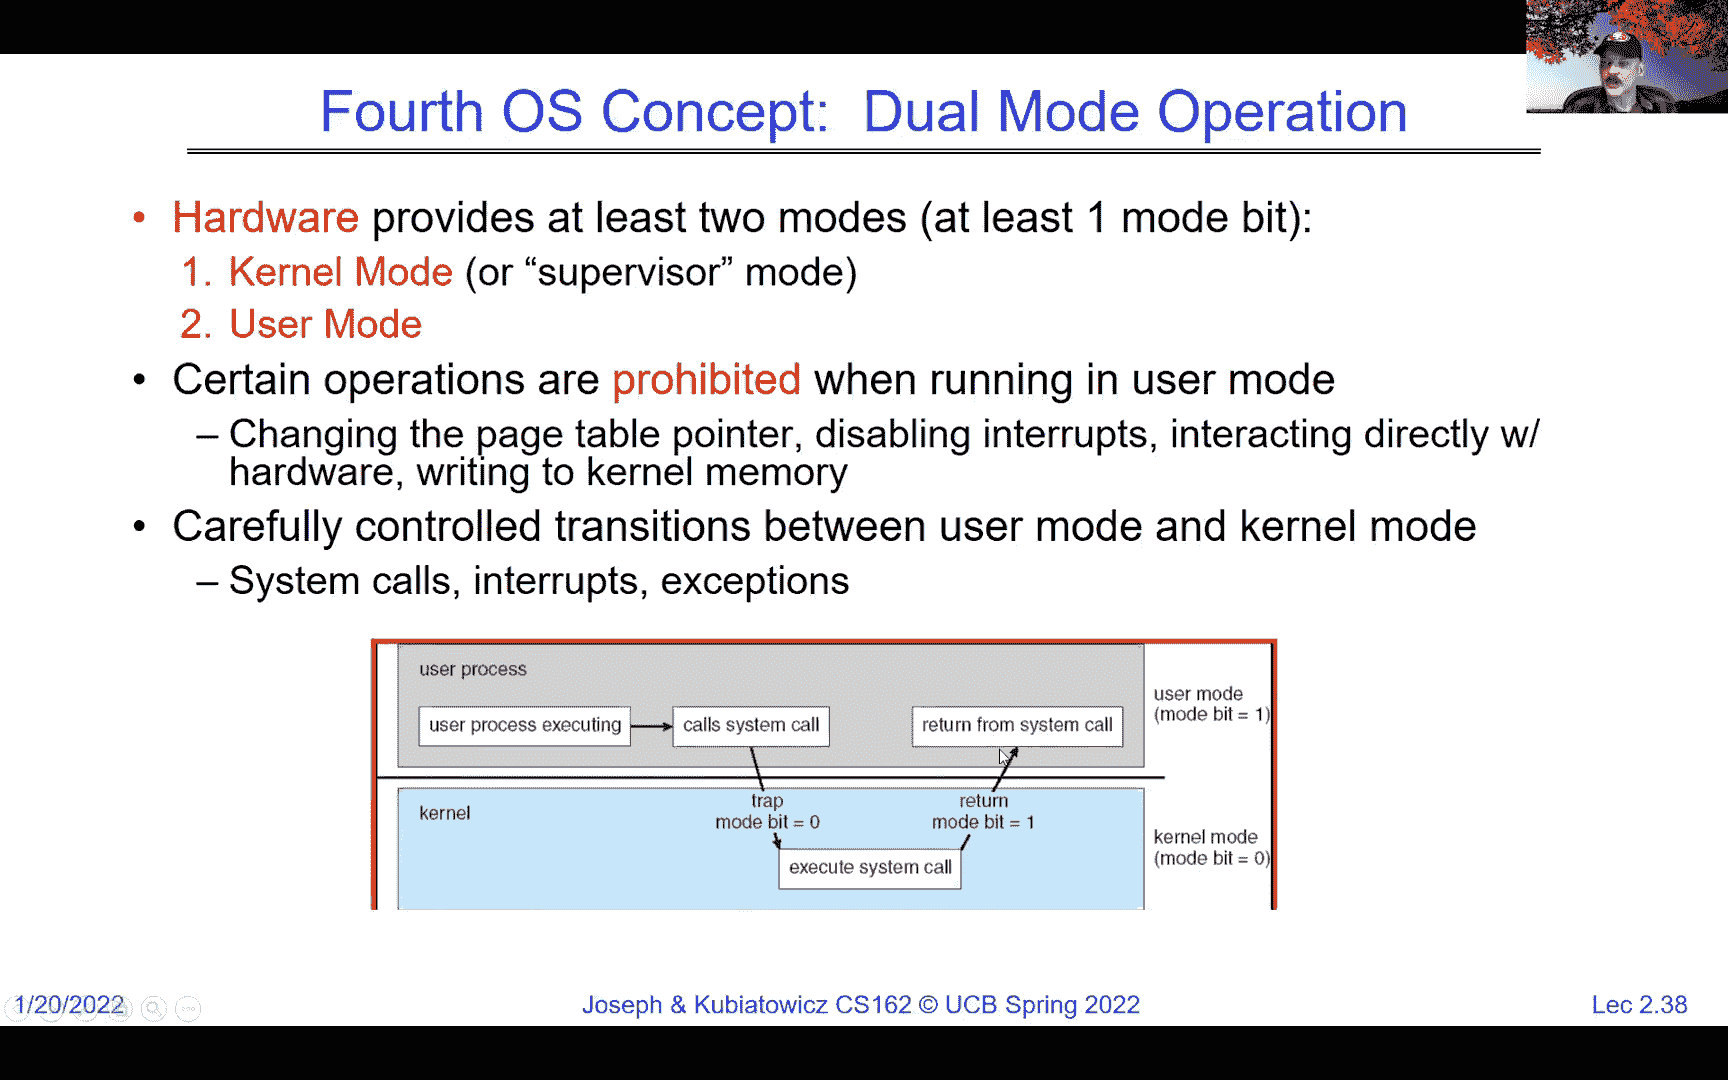 Fourth OS Concept: Dual Mode Operation
• Hardware provides at least two modes (at least 1 mode bit):
1. Kernel Mode (or “supervisor” mode)
2. User Mode
• Certain operations are prohibited when running in user mode
– Changing the page table pointer, disabling interrupts, interacting directly w/
hardware, writing to kernel memory
• Carefully controlled transitions between user mode and kernel mode
– System calls, interrupts, exceptions
user process
user process executing
calls system call
return from system call
user mode
(mode bit = 1)
kernel
trap
mode bit = 0
return
mode bit = 1
execute system call
kernel mode
(mode bit = 0)
1/20/2022
Joseph & Kubiatowicz CS162 © UCB Spring 2022
Lec 2.38